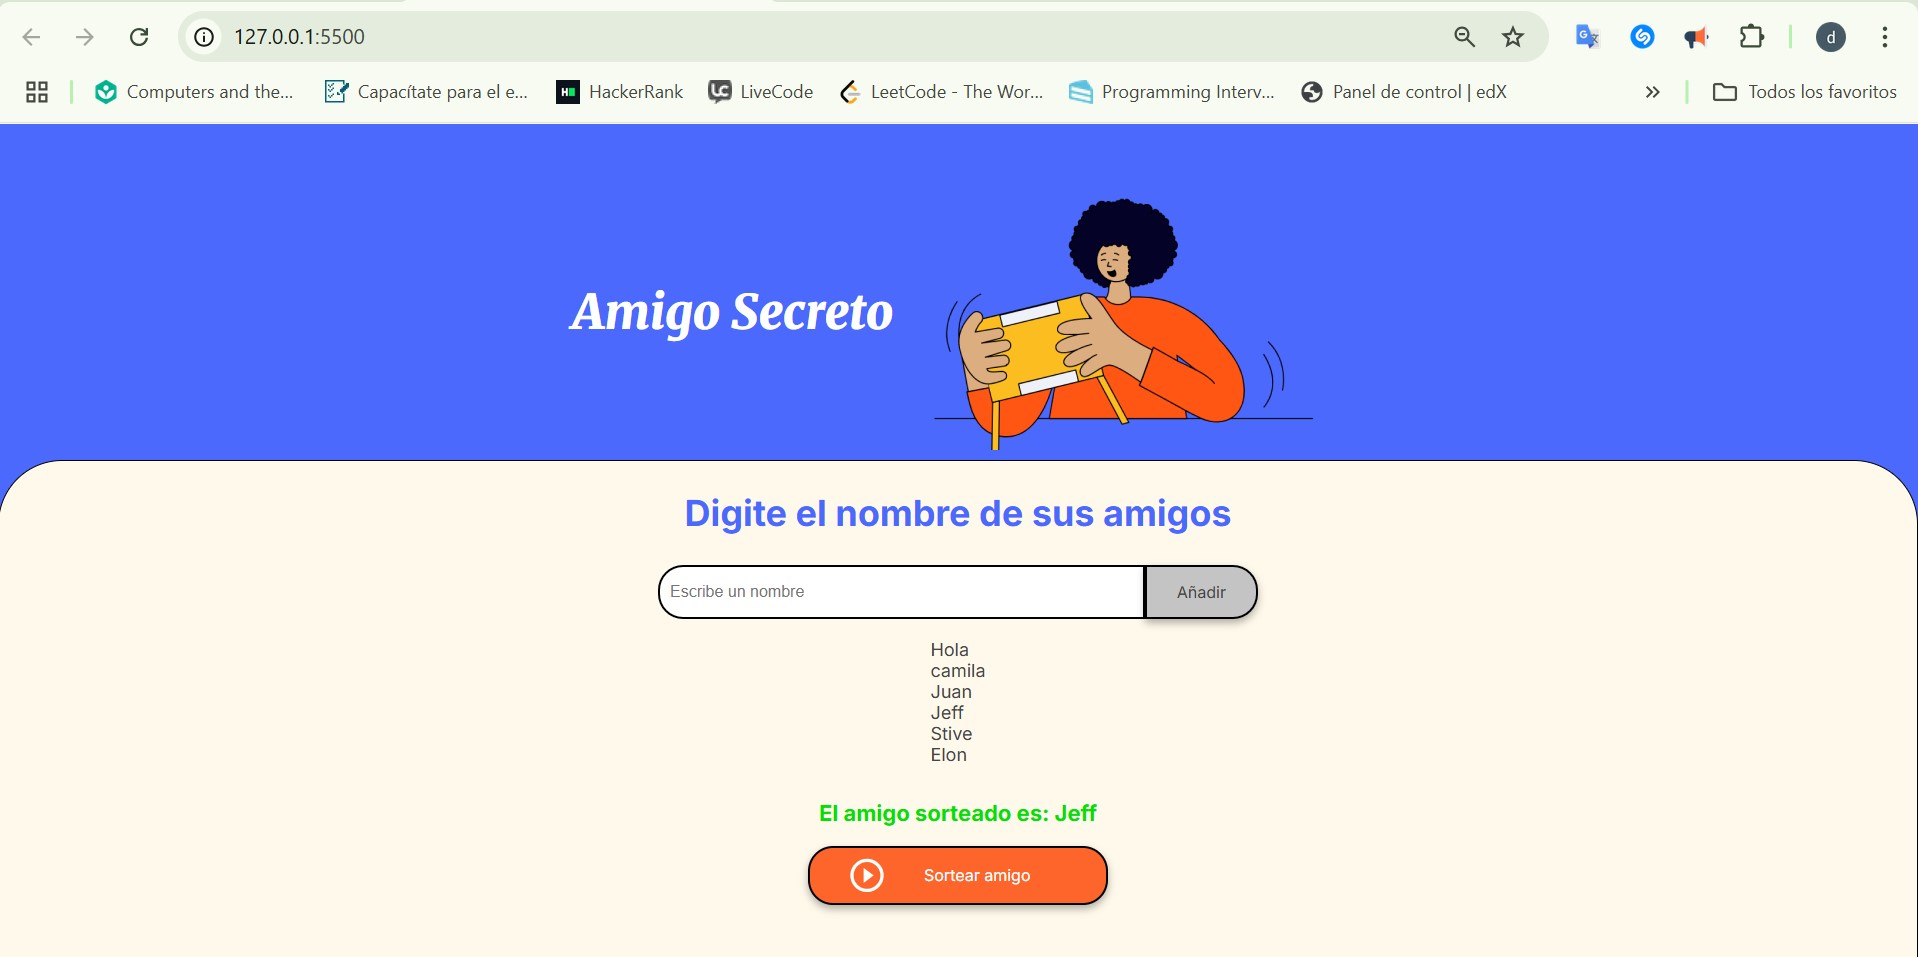 127.0.0.1:5500
d
Computers and the...
Capacítate para el e...
HackerRank
LiveCode
LeetCode - The Wor...
Programming Interv...
Panel de control | edX
Todos los favoritos
Amigo Secreto
Digite el nombre de sus amigos
Escribe un nombre
Añadir
Hola
camila
Juan
Jeff
Stive
Elon
El amigo sorteado es: Jeff
Sortear amigo